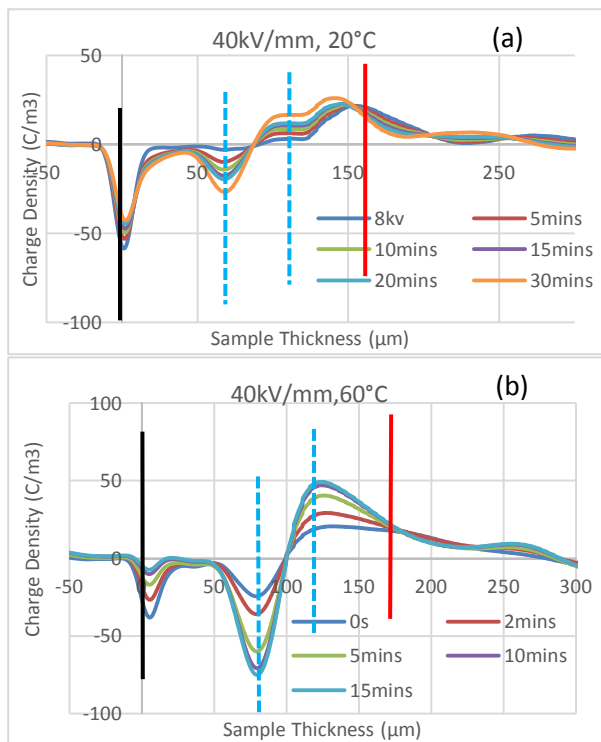 40kV/mm, 20°C
(a)
50
0
-50
-100
Charge Density (C/m3)
50
150
250
8kv
5mins
10mins
15mins
20mins
30mins
Sample Thickness (µm)
40kV/mm,60°C
(b)
100
50
0
-50
-100
Charge Density (C/m3)
-50
0
50
100
150
200
250
300
0s
2mins
5mins
10mins
15mins
Sample Thickness (µm)